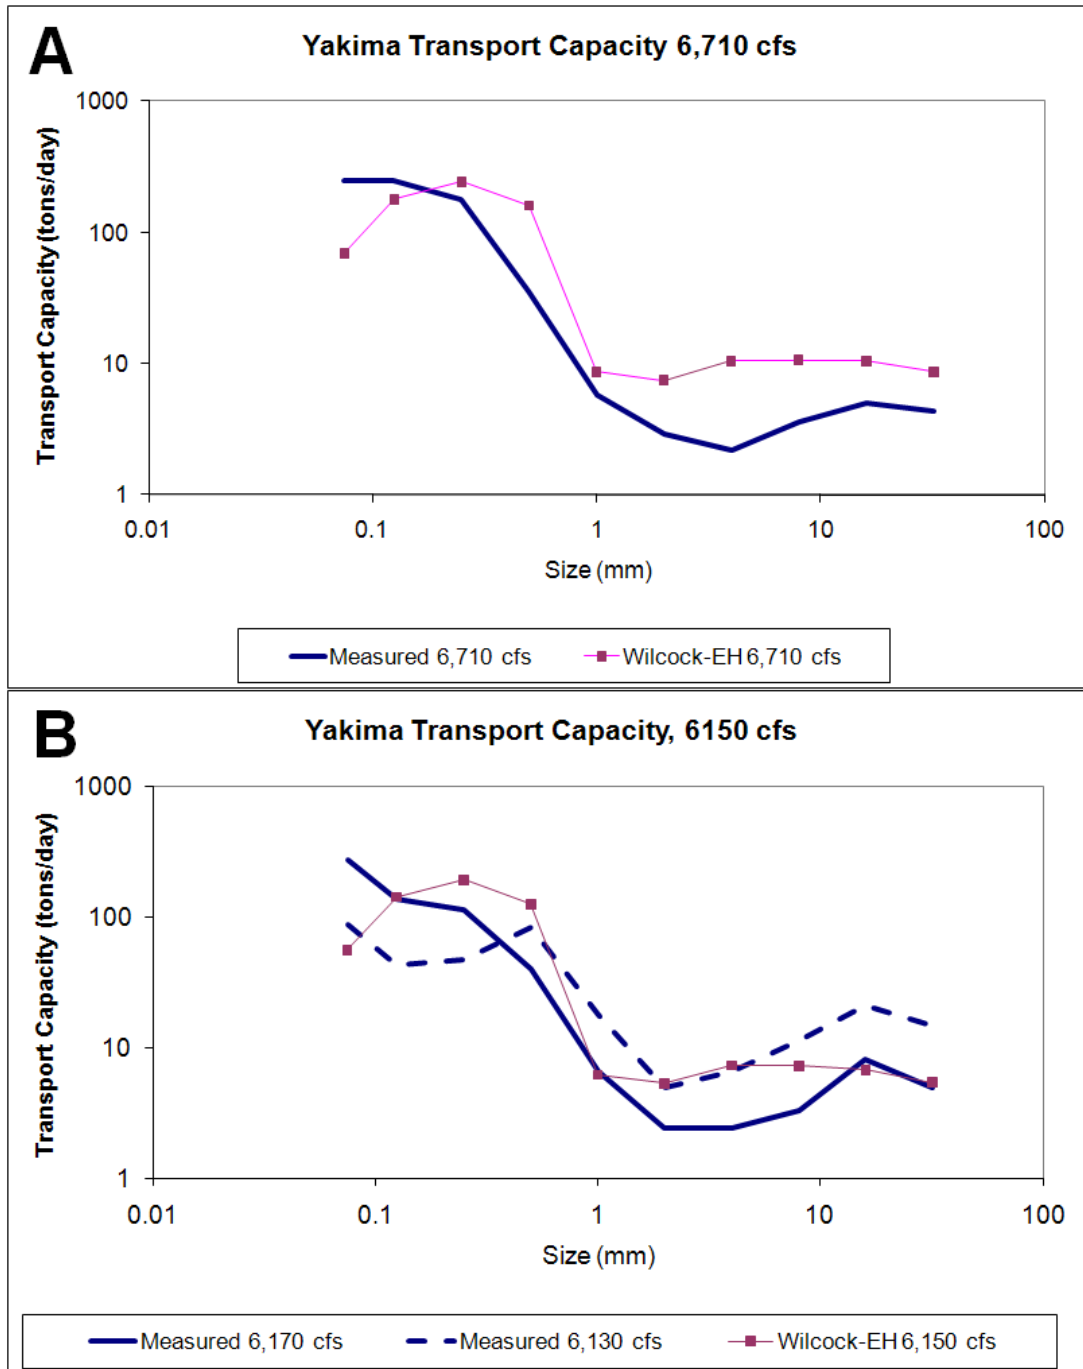 A
Yakima Transport Capacity 6,710 cfs
Transport Capacity (tons/day)
1000
100
10
1
0.01 0.1 1 10 100
Size (mm)
Measured 6,710 cfs Wilcock-EH 6,710 cfs
B
Yakima Transport Capacity, 6150 cfs
Transport Capacity (tons/day)
1000
100
10
1
0.01 0.1 1 10 100
Size (mm)
Measured 6,170 cfs Measured 6,130 cfs Wilcock-EH 6,150 cfs